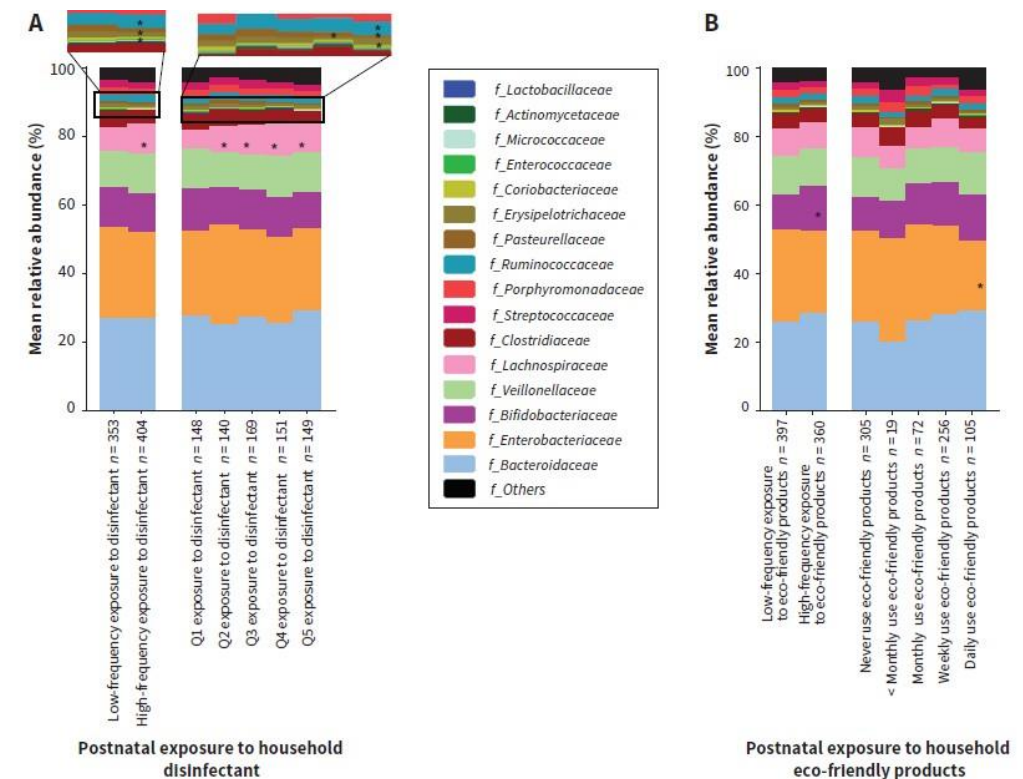 A
Mean relative abundance (%)
100
80
60
40
20
0
*
*
*
*
*
*
*
*
*
*
*
Low-frequency exposure to disinfectant n = 353
High-frequency exposure to disinfectant n = 404
Q1 exposure to disinfectant n = 148
Q2 exposure to disinfectant n = 140
Q3 exposure to disinfectant n = 169
Q4 exposure to disinfectant n = 151
Q5 exposure to disinfectant n = 149
Postnatal exposure to household
disinfectant
f_Lactobacillaceae
f_Actinomycetaceae
f_Micrococcaceae
f_Enterococcaceae
f_Coriobacteriaceae
f_Erysipelotrichaceae
f_Pasteurellaceae
f_Ruminococcaceae
f_Porphyromonadaceae
f_Streptococcaceae
f_Clostridiaceae
f_Lachnospiraceae
f_Veillonellaceae
f_Bifidobacteriaceae
f_Enterobacteriaceae
f_Bacteroidaceae
f_Others
B
Mean relative abundance (%)
100
80
60
40
20
0
*
*
Low-frequency exposure
to eco-friendly products n = 397
High-frequency exposure
to eco-friendly products n = 360
Never use eco-friendly products n = 305
< Monthly use eco-friendly products n = 19
Monthly use eco-friendly products n = 72
Weekly use eco-friendly products n = 256
Daily use eco-friendly products n = 105
Postnatal exposure to household
eco-friendly products